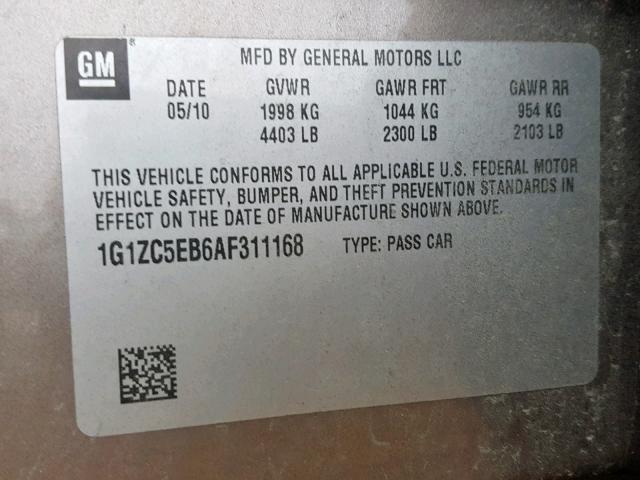 GM
MFD BY GENERAL MOTORS LLC
DATE GVWR GAWR FRT GAWR RR
05/10 1998 KG 1044 KG 954 KG
4403 LB 2300 LB 2103 LB
THIS VEHICLE CONFORMS TO ALL APPLICABLE U.S. FEDERAL MOTOR
VEHICLE SAFETY, BUMPER, AND THEFT PREVENTION STANDARDS IN
EFFECT ON THE DATE OF MANUFACTURE SHOWN ABOVE.
1G1ZC5EB6AF311168 TYPE: PASS CAR